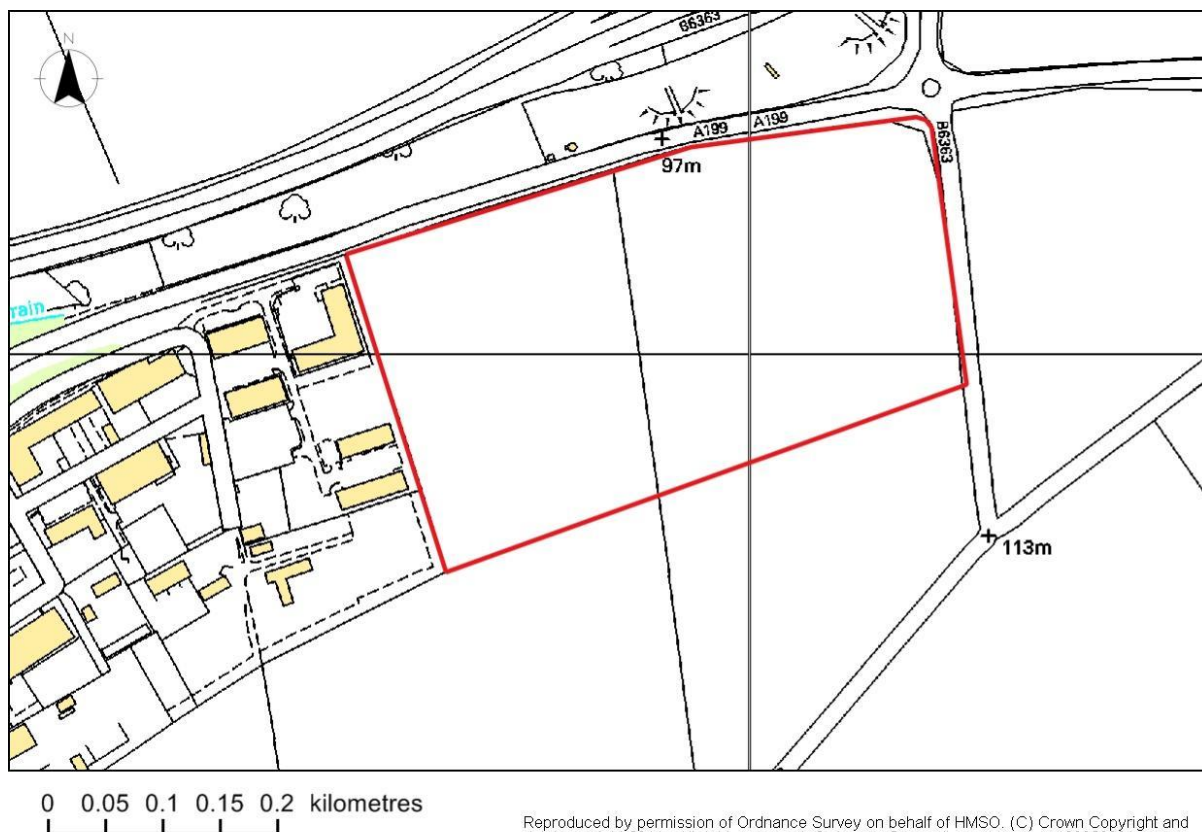 B6363
N
A199 A199
B6363
97m
rain
113m
0 0.05 0.1 0.15 0.2 kilometres
Reproduced by permission of Ordnance Survey on behalf of HMSO. (C) Crown Copyright and